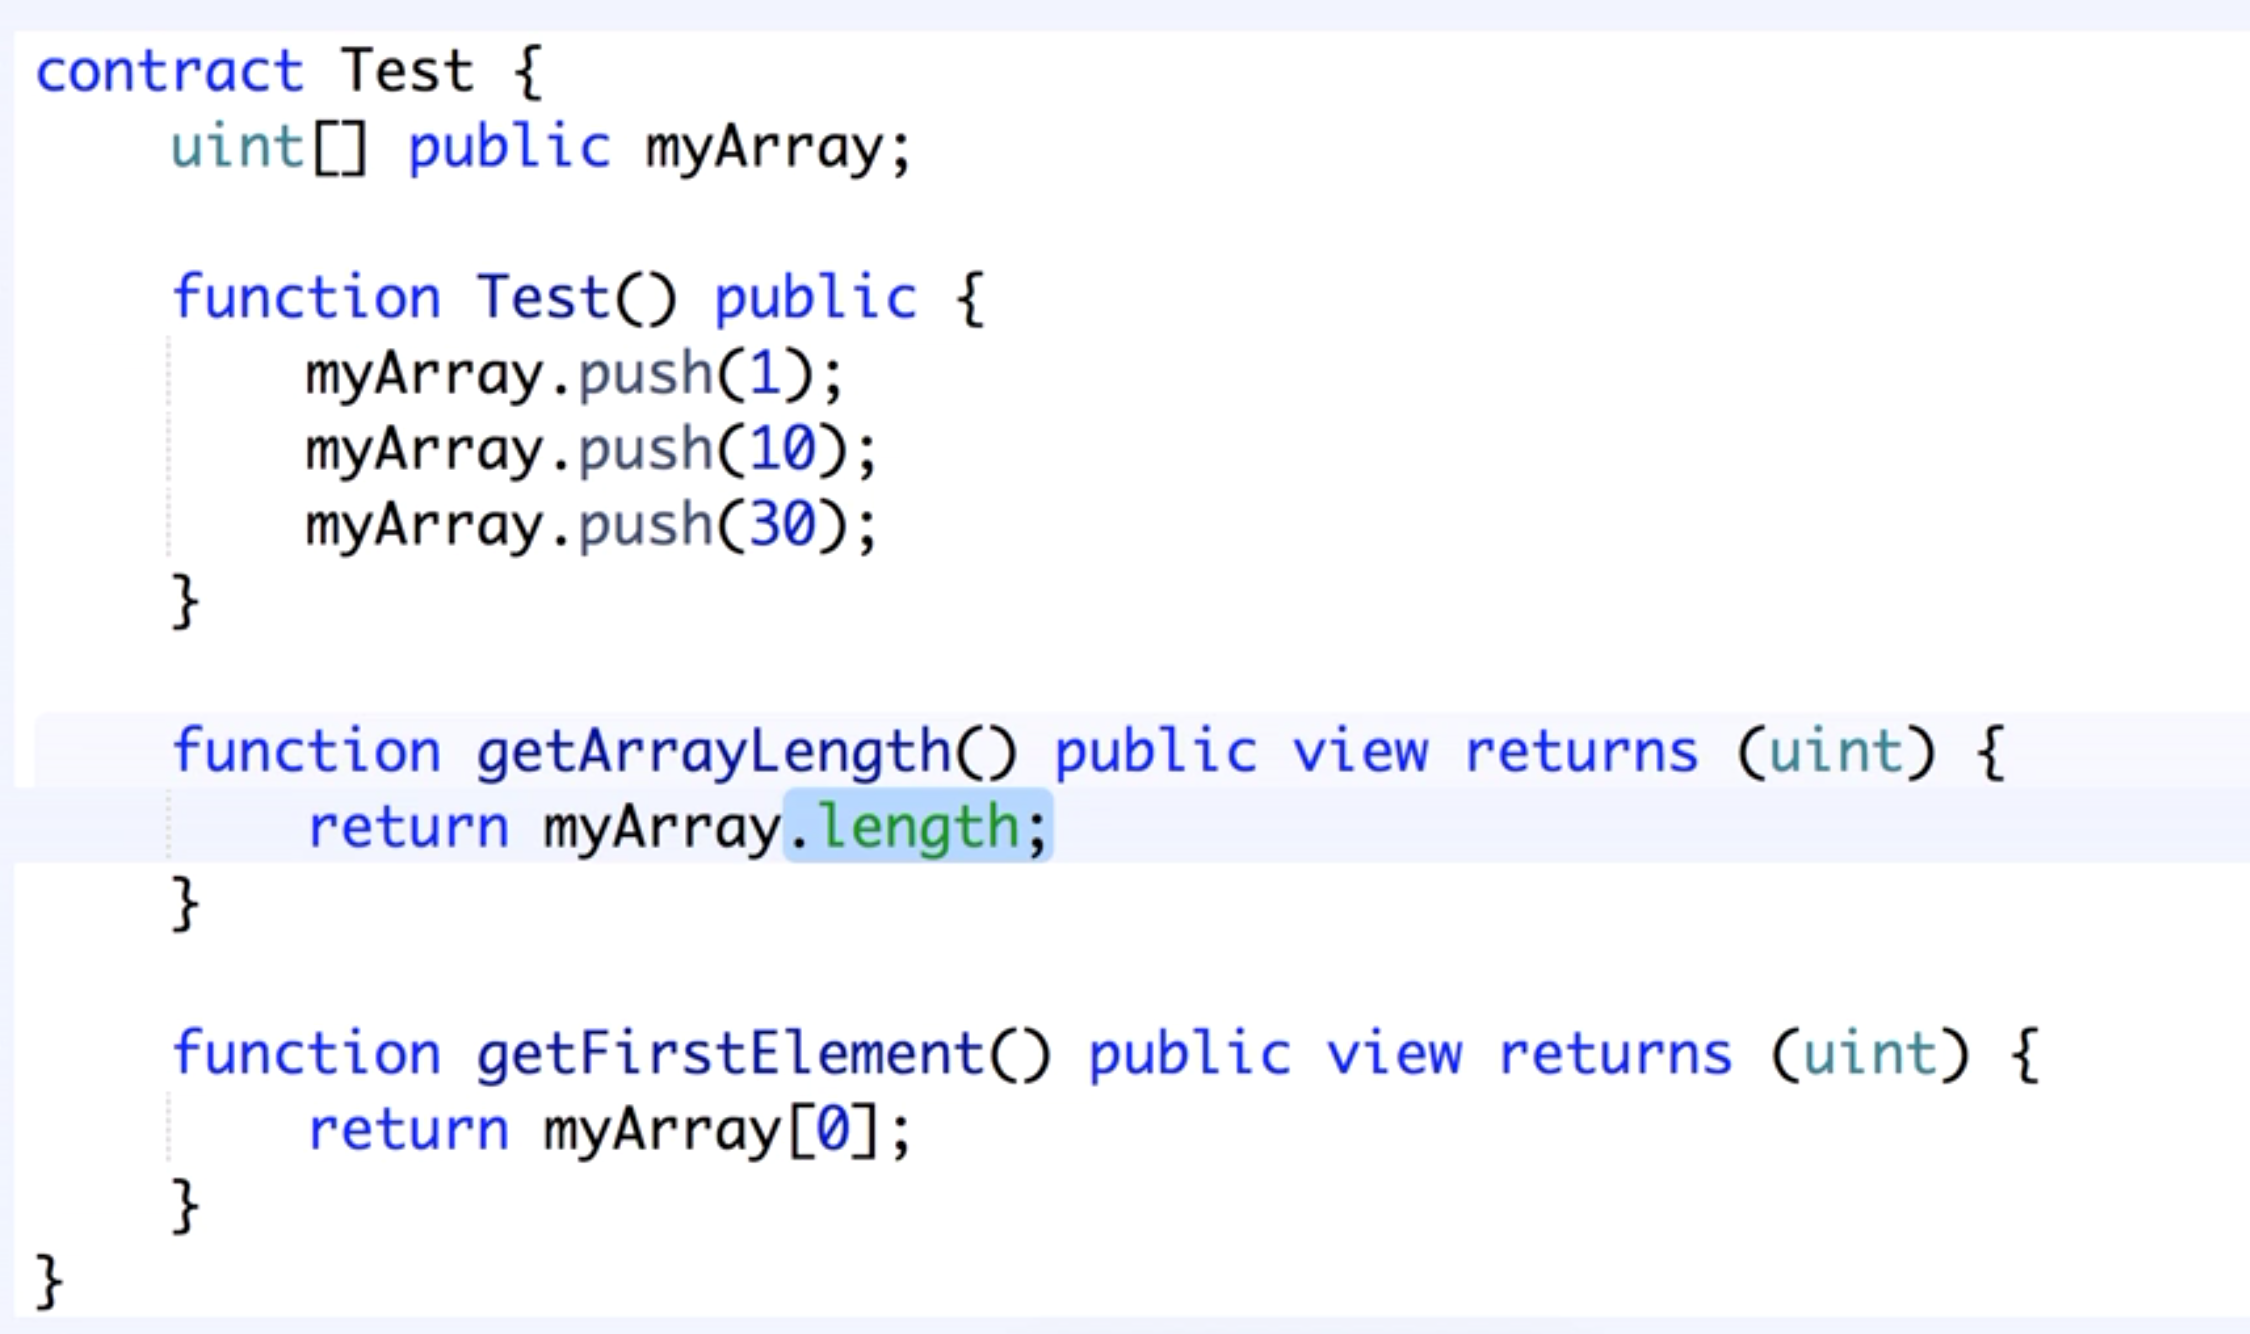 contract Test {
    uint[] public myArray;
    function Test() public {
        myArray.push(1);
        myArray.push(10);
        myArray.push(30);
    }
    function getArrayLength() public view returns (uint) {
        return myArray.length;
    }
    function getFirstElement() public view returns (uint) {
        return myArray[0];
    }
}